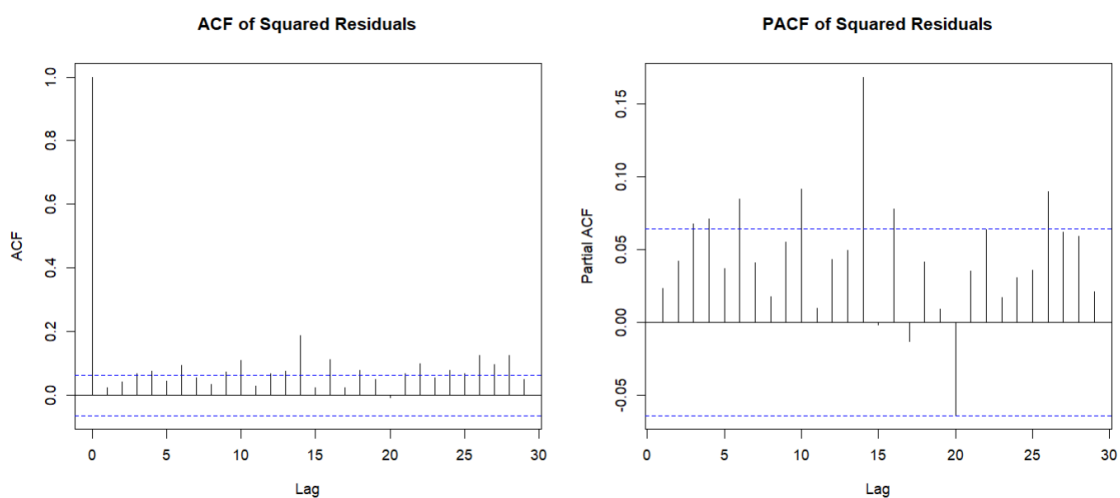 ACF of Squared Residuals
ACF
1.0
0.8
0.6
0.4
0.2
0.0
0 5 10 15 20 25 30
Lag
PACF of Squared Residuals
Partial ACF
0.15
0.10
0.05
0.00
-0.05
0 5 10 15 20 25 30
Lag